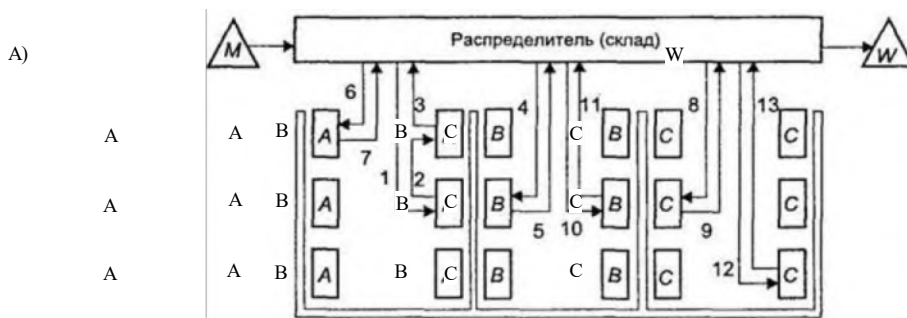 A)
M Распределитель (склад) W W
6 3 4 11 8 13
A A B A B C B C B C C
7
1 2
A A B A B C B C B C C
5 10 9
12
A A B A B C B C B C C